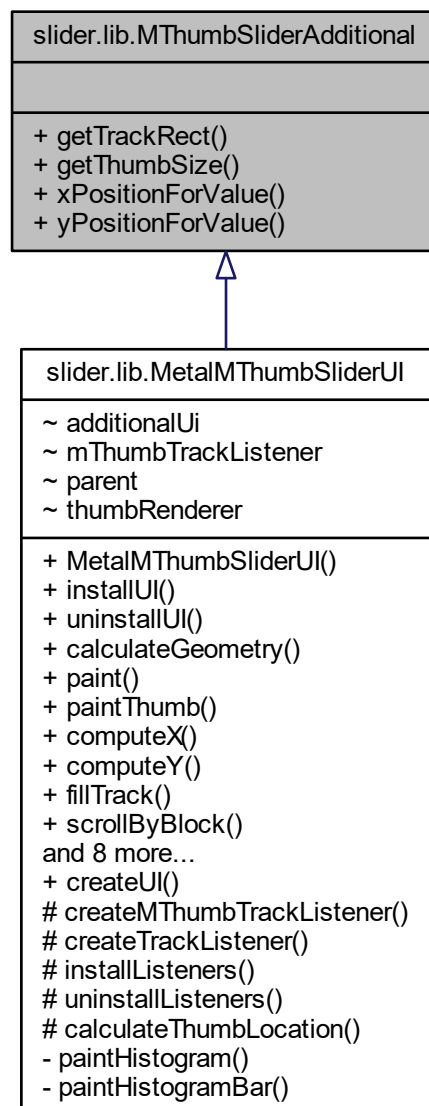 slider.lib.MThumbSliderAdditional
+ getTrackRect()
+ getThumbSize()
+ xPositionForValue()
+ yPositionForValue()
slider.lib.MetalMThumbSliderUI
~ additionalUi
~ mThumbTrackListener
~ parent
~ thumbRenderer
+ MetalMThumbSliderUI()
+ installUI()
+ uninstallUI()
+ calculateGeometry()
+ paint()
+ paintThumb()
+ computeX()
+ computeY()
+ fillTrack()
+ scrollByBlock()
and 8 more...
+ createUI()
# createMThumbTrackListener()
# createTrackListener()
# installListeners()
# uninstallListeners()
# calculateThumbLocation()
- paintHistogram()
- paintHistogramBar()